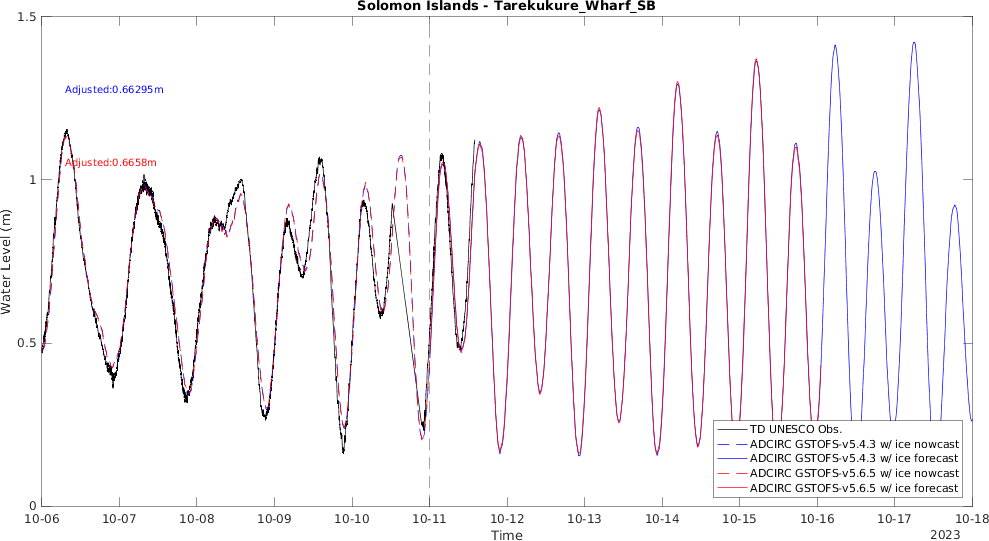 Solomon Islands - Tarekukure_Wharf_SB
1.5
Adjusted:0.66295m
Adjusted:0.6658m
1
Water Level (m)
0.5
TD UNESCO Obs.
ADCIRC GSTOFS-v5.4.3 w/ ice nowcast
ADCIRC GSTOFS-v5.4.3 w/ ice forecast
ADCIRC GSTOFS-v5.6.5 w/ ice nowcast
ADCIRC GSTOFS-v5.6.5 w/ ice forecast
0
10-06 10-07 10-08 10-09 10-10 10-11 10-12 10-13 10-14 10-15 10-16 10-17 10-18
Time
2023